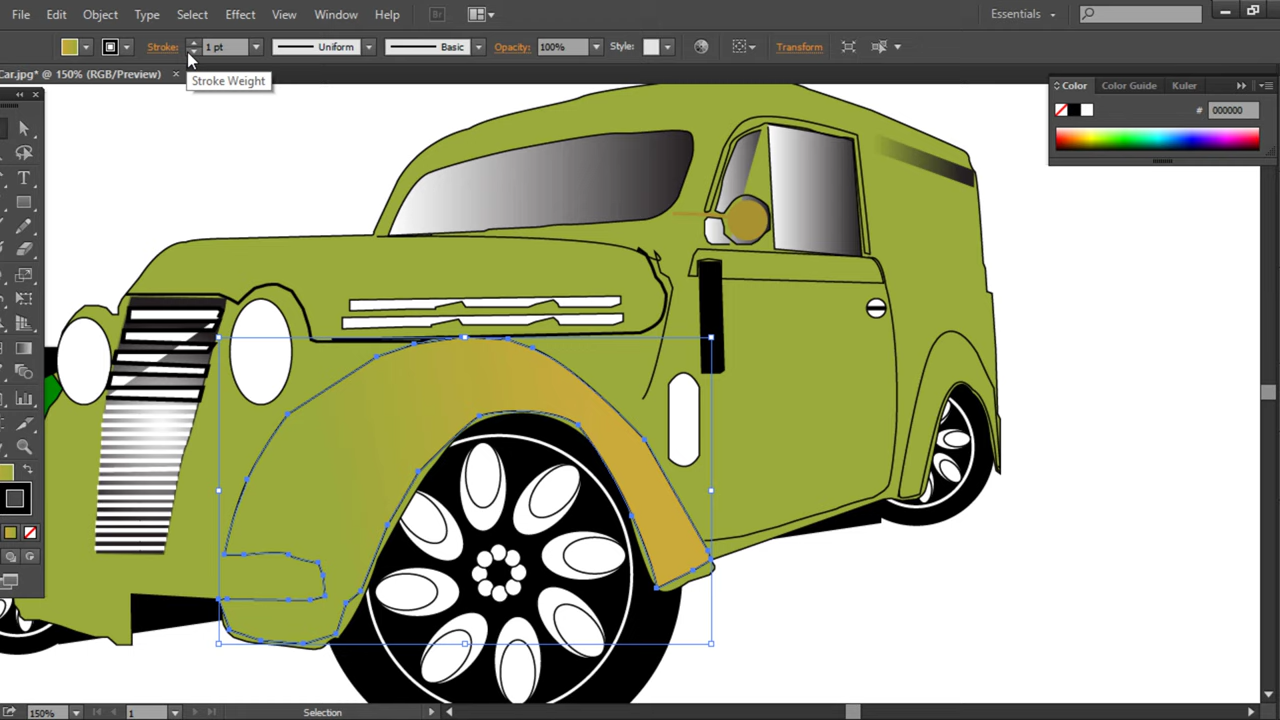 File Edit Object Type Select Effect View Window Help Br Essentials
Stroke: 1 pt Uniform Basic Opacity: 100% Style: Transform
Car.jpg* @ 150% (RGB/Preview) ×
Stroke Weight
Color Color Guide Kuler
# 000000
T
150% 1 Selection